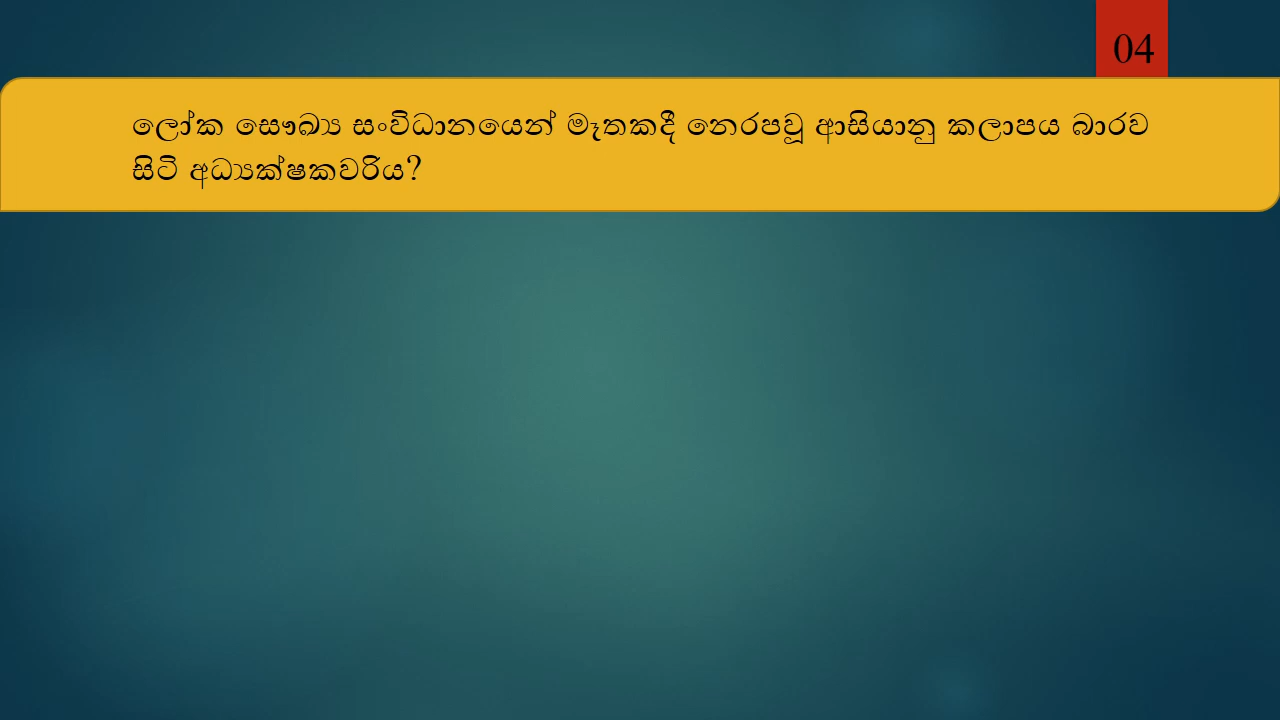 04
ලෝක සෞඛ්‍ය සංවිධානයෙන් මෑතකදී නෙරපවූ ආසියානු කලාපය බාරව
සිටි අධ්‍යක්ෂකවරිය?